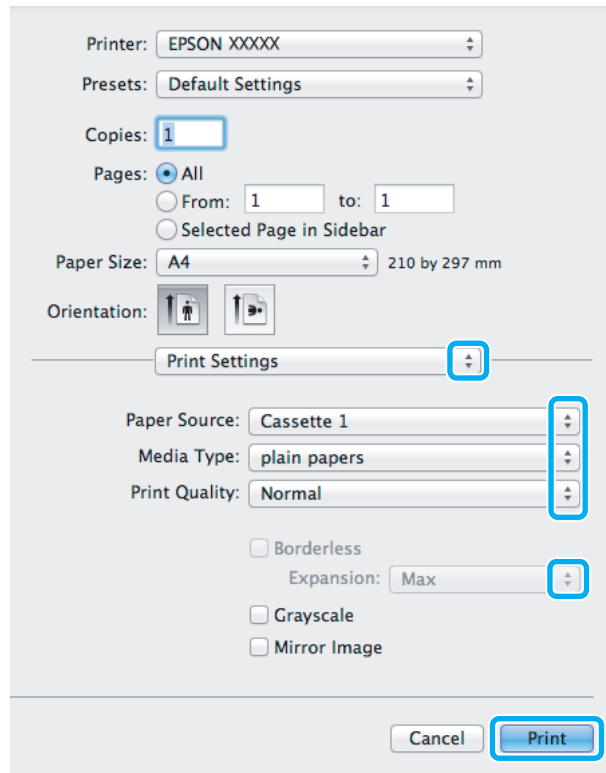 Printer: EPSON XXXXX
Presets: Default Settings
Copies: 1
Pages: All
From: 1 to: 1
Selected Page in Sidebar
Paper Size: A4 210 by 297 mm
Orientation:
Print Settings
Paper Source: Cassette 1
Media Type: plain papers
Print Quality: Normal
Borderless
Expansion: Max
Grayscale
Mirror Image
Cancel Print